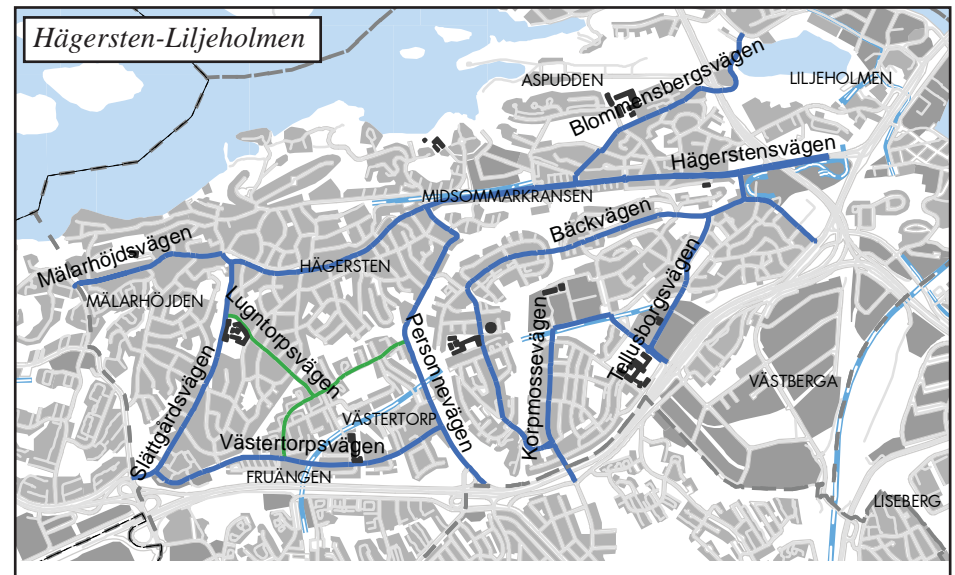 Hägersten-Liljeholmen
ASPUDDEN
LILJEHOLMEN
Blommensbergsvägen
Hägerstensvägen
MIDSOMMARKRANSEN
Bäckvägen
Mälarhöjdsvägen
HÄGERSTEN
MÄLARHÖJDEN
Lugntorpsvägen
Personnevägen
Korpmossevägen
Tellusborgsvägen
VÄSTBERGA
Slättgårdsvägen
VÄSTERTORP
Västertorpsvägen
FRUÄNGEN
LISEBERG